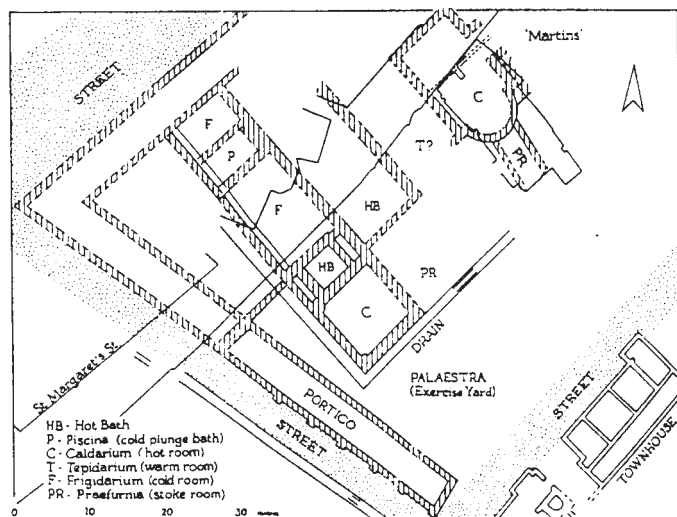 'Martins'
STREET
C
F
P
T?
PR
F
HB
HB
PR
C
DRAIN
St. Margaret's St.
PALAESTRA
(Exercise Yard)
STREET
PORTICO
STREET
TOWNHOUSE
HB - Hot Bath
P - Piscina (cold plunge bath)
C - Caldarium (hot room)
T - Tepidarium (warm room)
F - Frigidarium (cold room)
PR - Praefurnia (stoke room)
0 10 20 30